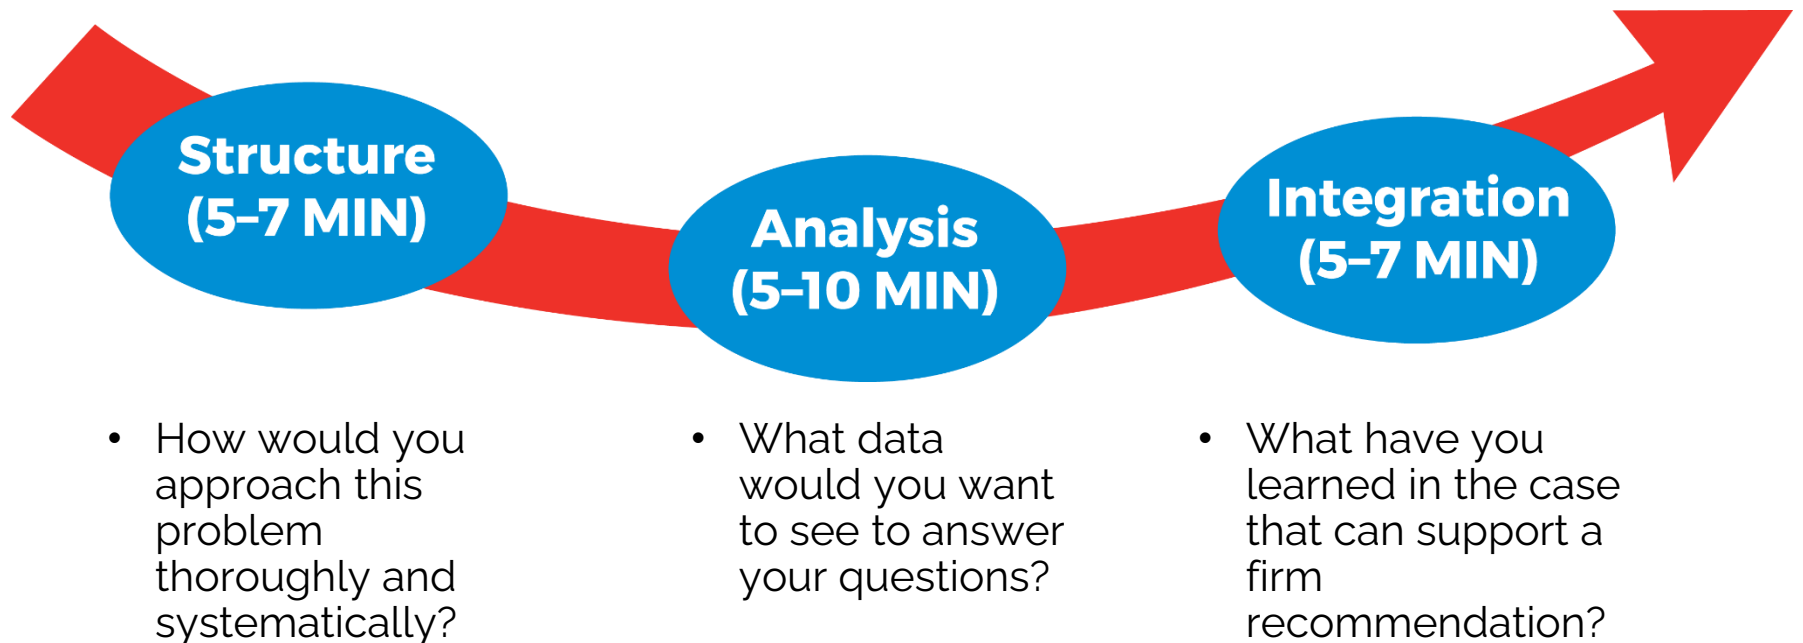 Structure
(5–7 MIN)
Analysis
(5–10 MIN)
Integration
(5–7 MIN)
• How would you
approach this
problem
thoroughly and
systematically?
• What data
would you want
to see to answer
your questions?
• What have you
learned in the case
that can support a
firm
recommendation?